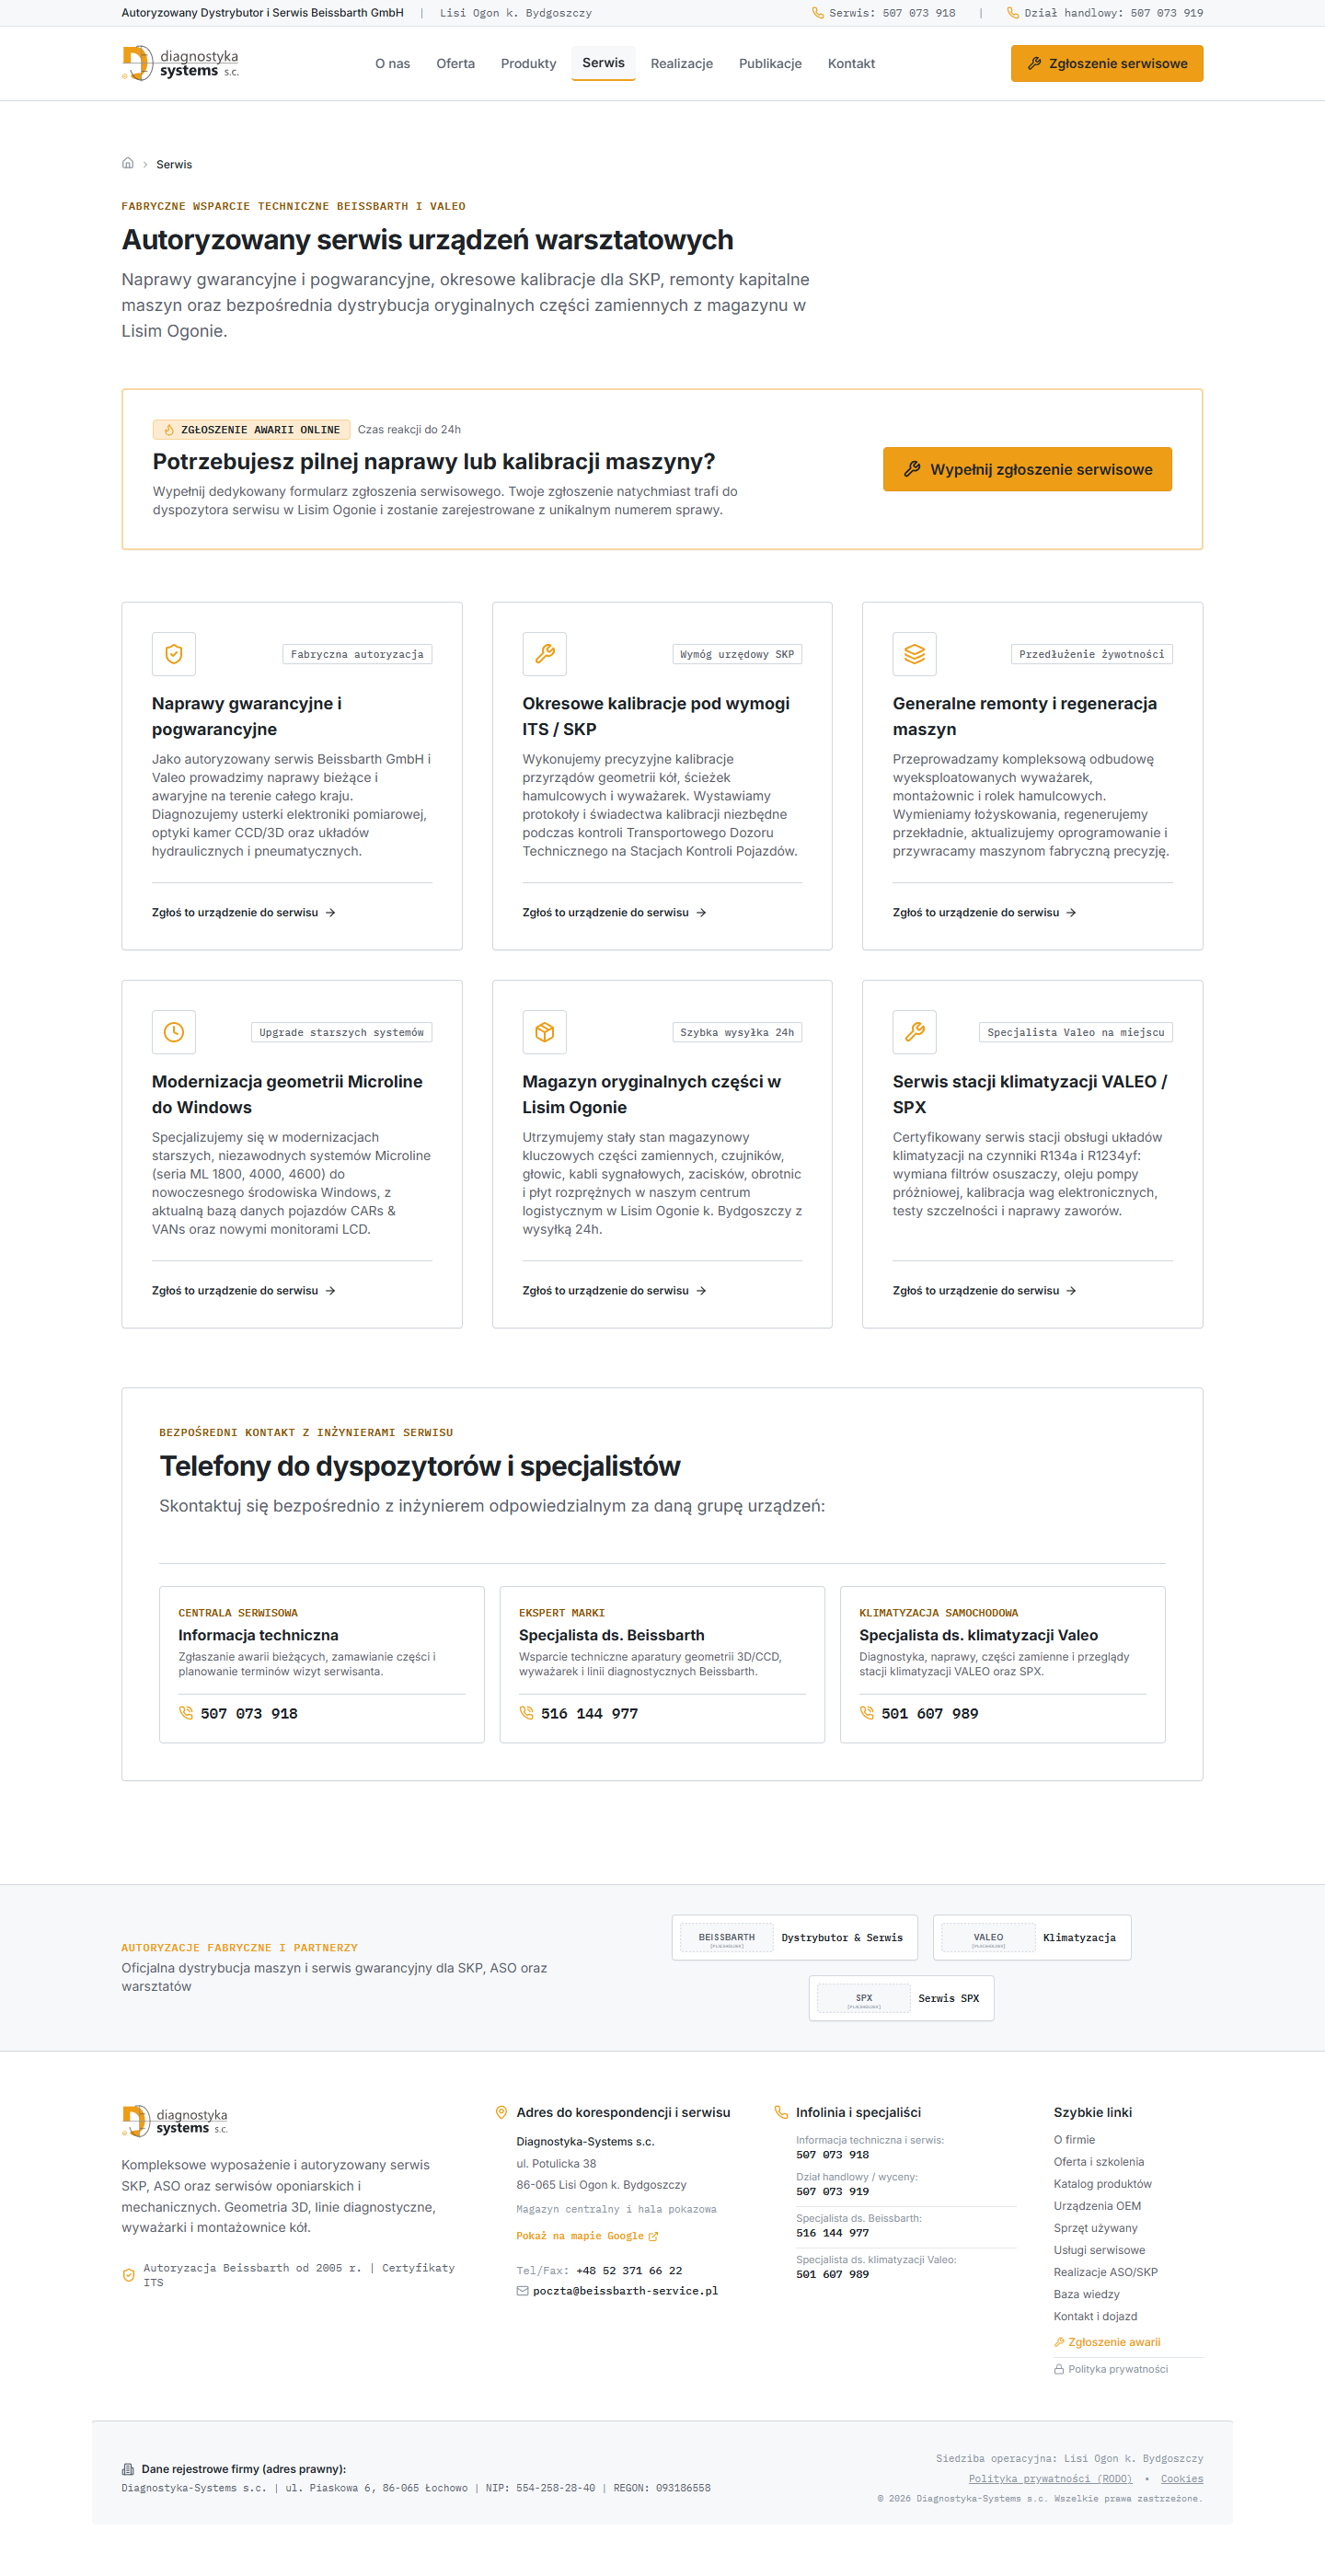 Autoryzowany Dystrybutor i Serwis Beissbarth GmbH | Lisi Ogon k. Bydgoszczy
Serwis: 507 073 918 | Dział handlowy: 507 073 919
diagnostyka
systems s.c.
O nas
Oferta
Produkty
Serwis
Realizacje
Publikacje
Kontakt
Zgłoszenie serwisowe
Serwis
FABRYCZNE WSPARCIE TECHNICZNE BEISSBARTH I VALEO
Autoryzowany serwis urządzeń warsztatowych
Naprawy gwarancyjne i pogwarancyjne, okresowe kalibracje dla SKP, remonty kapitalne
maszyn oraz bezpośrednia dystrybucja oryginalnych części zamiennych z magazynu w
Lisim Ogonie.
ZGŁOSZENIE AWARII ONLINE
Czas reakcji do 24h
Potrzebujesz pilnej naprawy lub kalibracji maszyny?
Wypełnij dedykowany formularz zgłoszenia serwisowego. Twoje zgłoszenie natychmiast trafi do
dyspozytora serwisu w Lisim Ogonie i zostanie zarejestrowane z unikalnym numerem sprawy.
Wypełnij zgłoszenie serwisowe
Fabryczna autoryzacja
Naprawy gwarancyjne i
pogwarancyjne
Jako autoryzowany serwis Beissbarth GmbH i
Valeo prowadzimy naprawy bieżące i
awaryjne na terenie całego kraju.
Diagnozujemy usterki elektroniki pomiarowej,
optyki kamer CCD/3D oraz układów
hydraulicznych i pneumatycznych.
Zgłoś to urządzenie do serwisu
Wymóg urzędowy SKP
Okresowe kalibracje pod wymogi
ITS / SKP
Wykonujemy precyzyjne kalibracje
przyrządów geometrii kół, ścieżek
hamulcowych i wyważarek. Wystawiamy
protokoły i świadectwa kalibracji niezbędne
podczas kontroli Transportowego Dozoru
Technicznego na Stacjach Kontroli Pojazdów.
Zgłoś to urządzenie do serwisu
Przedłużenie żywotności
Generalne remonty i regeneracja
maszyn
Przeprowadzamy kompleksową odbudowę
wyeksploatowanych wyważarek,
montażownic i rolek hamulcowych.
Wymieniamy łożyskowania, regenerujemy
przekładnie, aktualizujemy oprogramowanie i
przywracamy maszynom fabryczną precyzję.
Zgłoś to urządzenie do serwisu
Upgrade starszych systemów
Modernizacja geometrii Microline
do Windows
Specjalizujemy się w modernizacjach
starszych, niezawodnych systemów Microline
(seria ML 1800, 4000, 4600) do
nowoczesnego środowiska Windows, z
aktualną bazą danych pojazdów CARs &
VANs oraz nowymi monitorami LCD.
Zgłoś to urządzenie do serwisu
Szybka wysyłka 24h
Magazyn oryginalnych części w
Lisim Ogonie
Utrzymujemy stały stan magazynowy
kluczowych części zamiennych, czujników,
głowic, kabli sygnałowych, zacisków, obrotnic
i płyt rozprężnych w naszym centrum
logistycznym w Lisim Ogonie k. Bydgoszczy z
wysyłką 24h.
Zgłoś to urządzenie do serwisu
Specjalista Valeo na miejscu
Serwis stacji klimatyzacji VALEO /
SPX
Certyfikowany serwis stacji obsługi układów
klimatyzacji na czynniki R134a i R1234yf:
wymiana filtrów osuszaczy, oleju pompy
próżniowej, kalibracja wag elektronicznych,
testy szczelności i naprawy zaworów.
Zgłoś to urządzenie do serwisu
BEZPOŚREDNI KONTAKT Z INŻYNIERAMI SERWISU
Telefony do dyspozytorów i specjalistów
Skontaktuj się bezpośrednio z inżynierem odpowiedzialnym za daną grupę urządzeń:
CENTRALA SERWISOWA
Informacja techniczna
Zgłaszanie awarii bieżących, zamawianie części i
planowanie terminów wizyt serwisanta.
507 073 918
EKSPERT MARKI
Specjalista ds. Beissbarth
Wsparcie techniczne aparatury geometrii 3D/CCD,
wyważarek i linii diagnostycznych Beissbarth.
516 144 977
KLIMATYZACJA SAMOCHODOWA
Specjalista ds. klimatyzacji Valeo
Diagnostyka, naprawy, części zamienne i przeglądy
stacji klimatyzacji VALEO oraz SPX.
501 607 989
AUTORYZACJE FABRYCZNE I PARTNERZY
Oficjalna dystrybucja maszyn i serwis gwarancyjny dla SKP, ASO oraz
warsztatów
BEISSBARTH
[PLACEHOLDER]
Dystrybutor & Serwis
VALEO
[PLACEHOLDER]
Klimatyzacja
SPX
[PLACEHOLDER]
Serwis SPX
diagnostyka
systems s.c.
Kompleksowe wyposażenie i autoryzowany serwis
SKP, ASO oraz serwisów oponiarskich i
mechanicznych. Geometria 3D, linie diagnostyczne,
wyważarki i montażownice kół.
Autoryzacja Beissbarth od 2005 r. | Certyfikaty
ITS
Adres do korespondencji i serwisu
Diagnostyka-Systems s.c.
ul. Potulicka 38
86-065 Lisi Ogon k. Bydgoszczy
Magazyn centralny i hala pokazowa
Pokaż na mapie Google
Tel/Fax: +48 52 371 66 22
poczta@beissbarth-service.pl
Infolinia i specjaliści
Informacja techniczna i serwis:
507 073 918
Dział handlowy / wyceny:
507 073 919
Specjalista ds. Beissbarth:
516 144 977
Specjalista ds. klimatyzacji Valeo:
501 607 989
Szybkie linki
O firmie
Oferta i szkolenia
Katalog produktów
Urządzenia OEM
Sprzęt używany
Usługi serwisowe
Realizacje ASO/SKP
Baza wiedzy
Kontakt i dojazd
Zgłoszenie awarii
Polityka prywatności
Dane rejestrowe firmy (adres prawny):
Diagnostyka-Systems s.c. | ul. Piaskowa 6, 86-065 Łochowo | NIP: 554-258-28-40 | REGON: 093186558
Siedziba operacyjna: Lisi Ogon k. Bydgoszczy
Polityka prywatności (RODO) • Cookies
© 2026 Diagnostyka-Systems s.c. Wszelkie prawa zastrzeżone.